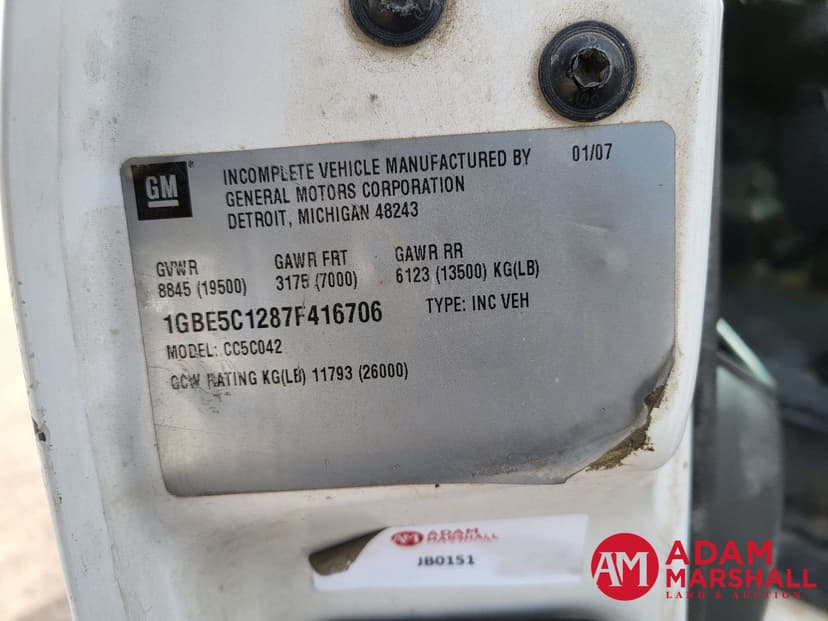 GM
INCOMPLETE VEHICLE MANUFACTURED BY 01/07
GENERAL MOTORS CORPORATION
DETROIT, MICHIGAN 48243
GVWR GAWR FRT GAWR RR
8845 (19500) 3175 (7000) 6123 (13500) KG(LB)
1GBE5C1287F416706 TYPE: INC VEH
MODEL: CC5C042
GCW RATING KG(LB) 11793 (26000)
AM ADAM
MARSHALL
JB0151
AM ADAM
MARSHALL
LAND & AUCTION